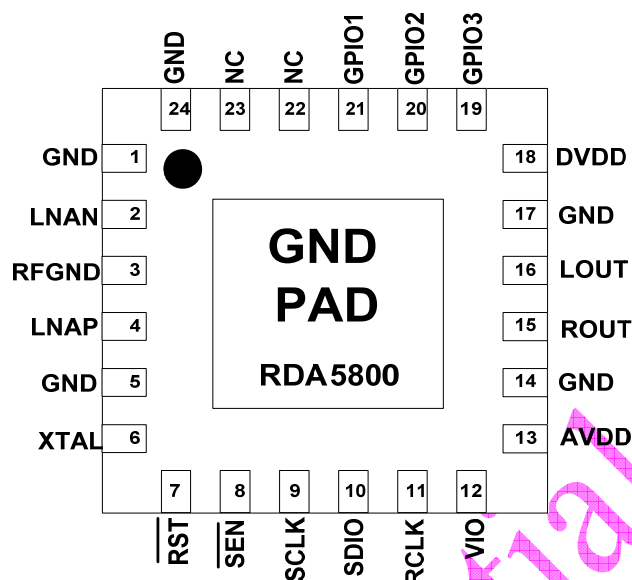 GND
NC
NC
GPIO1
GPIO2
GPIO3
24
23
22
21
20
19
GND 1
LNAN 2
RFGND 3
LNAP 4
GND 5
XTAL 6
GND
PAD
RDA5800
18 DVDD
17 GND
16 LOUT
15 ROUT
14 GND
13 AVDD
7
8
9
10
11
12
RST
SEN
SCLK
SDIO
RCLK
VIO